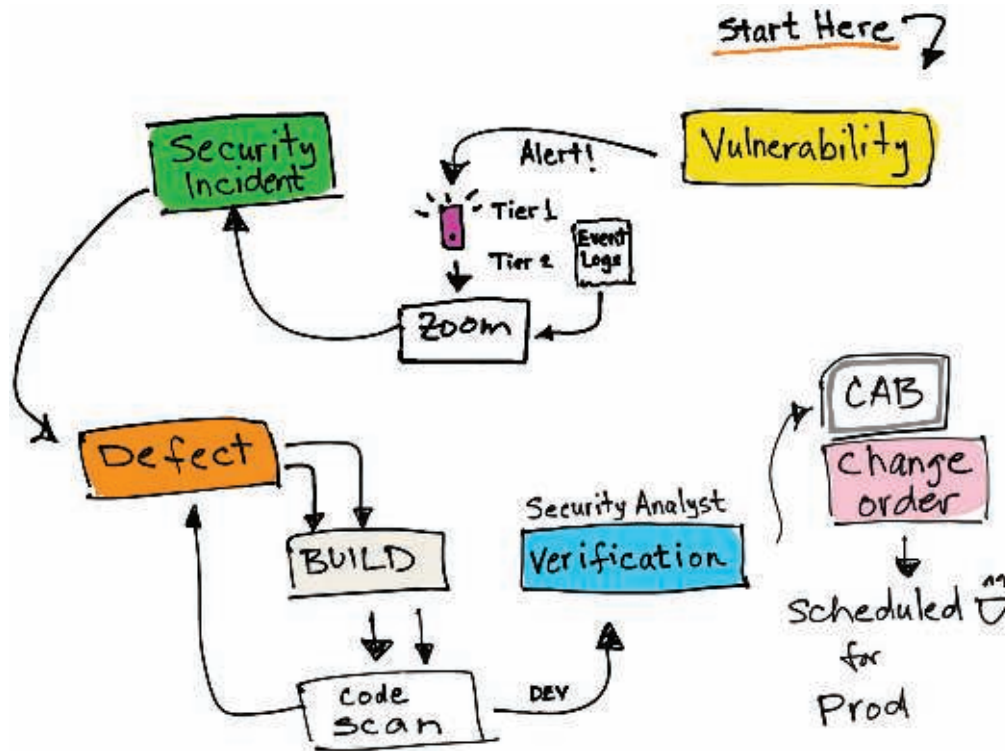 Start Here
Vulnerability
Alert!
Tier 1
Tier 2
Event
Logs
Zoom
Security
Incident
Defect
BUILD
code
scan
DEV
Security Analyst
Verification
CAB
Change
order
Scheduled
for
Prod